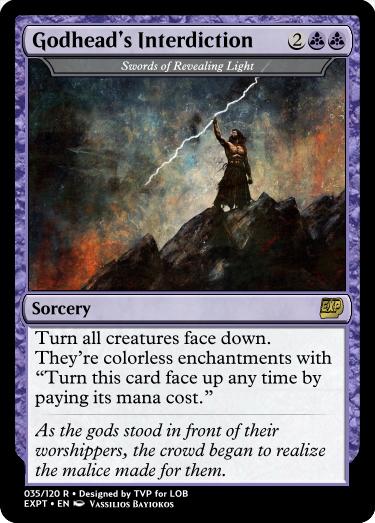 Godhead's Interdiction 2
Swords of Revealing Light
Sorcery EXP
Turn all creatures face down.
They're colorless enchantments with
“Turn this card face up any time by
paying its mana cost.”
As the gods stood in front of their
worshippers, the crowd began to realize
the malice made for them.
035/120 R • Designed by TVP for LOB
EXPT • EN Vassilios Bayiokos